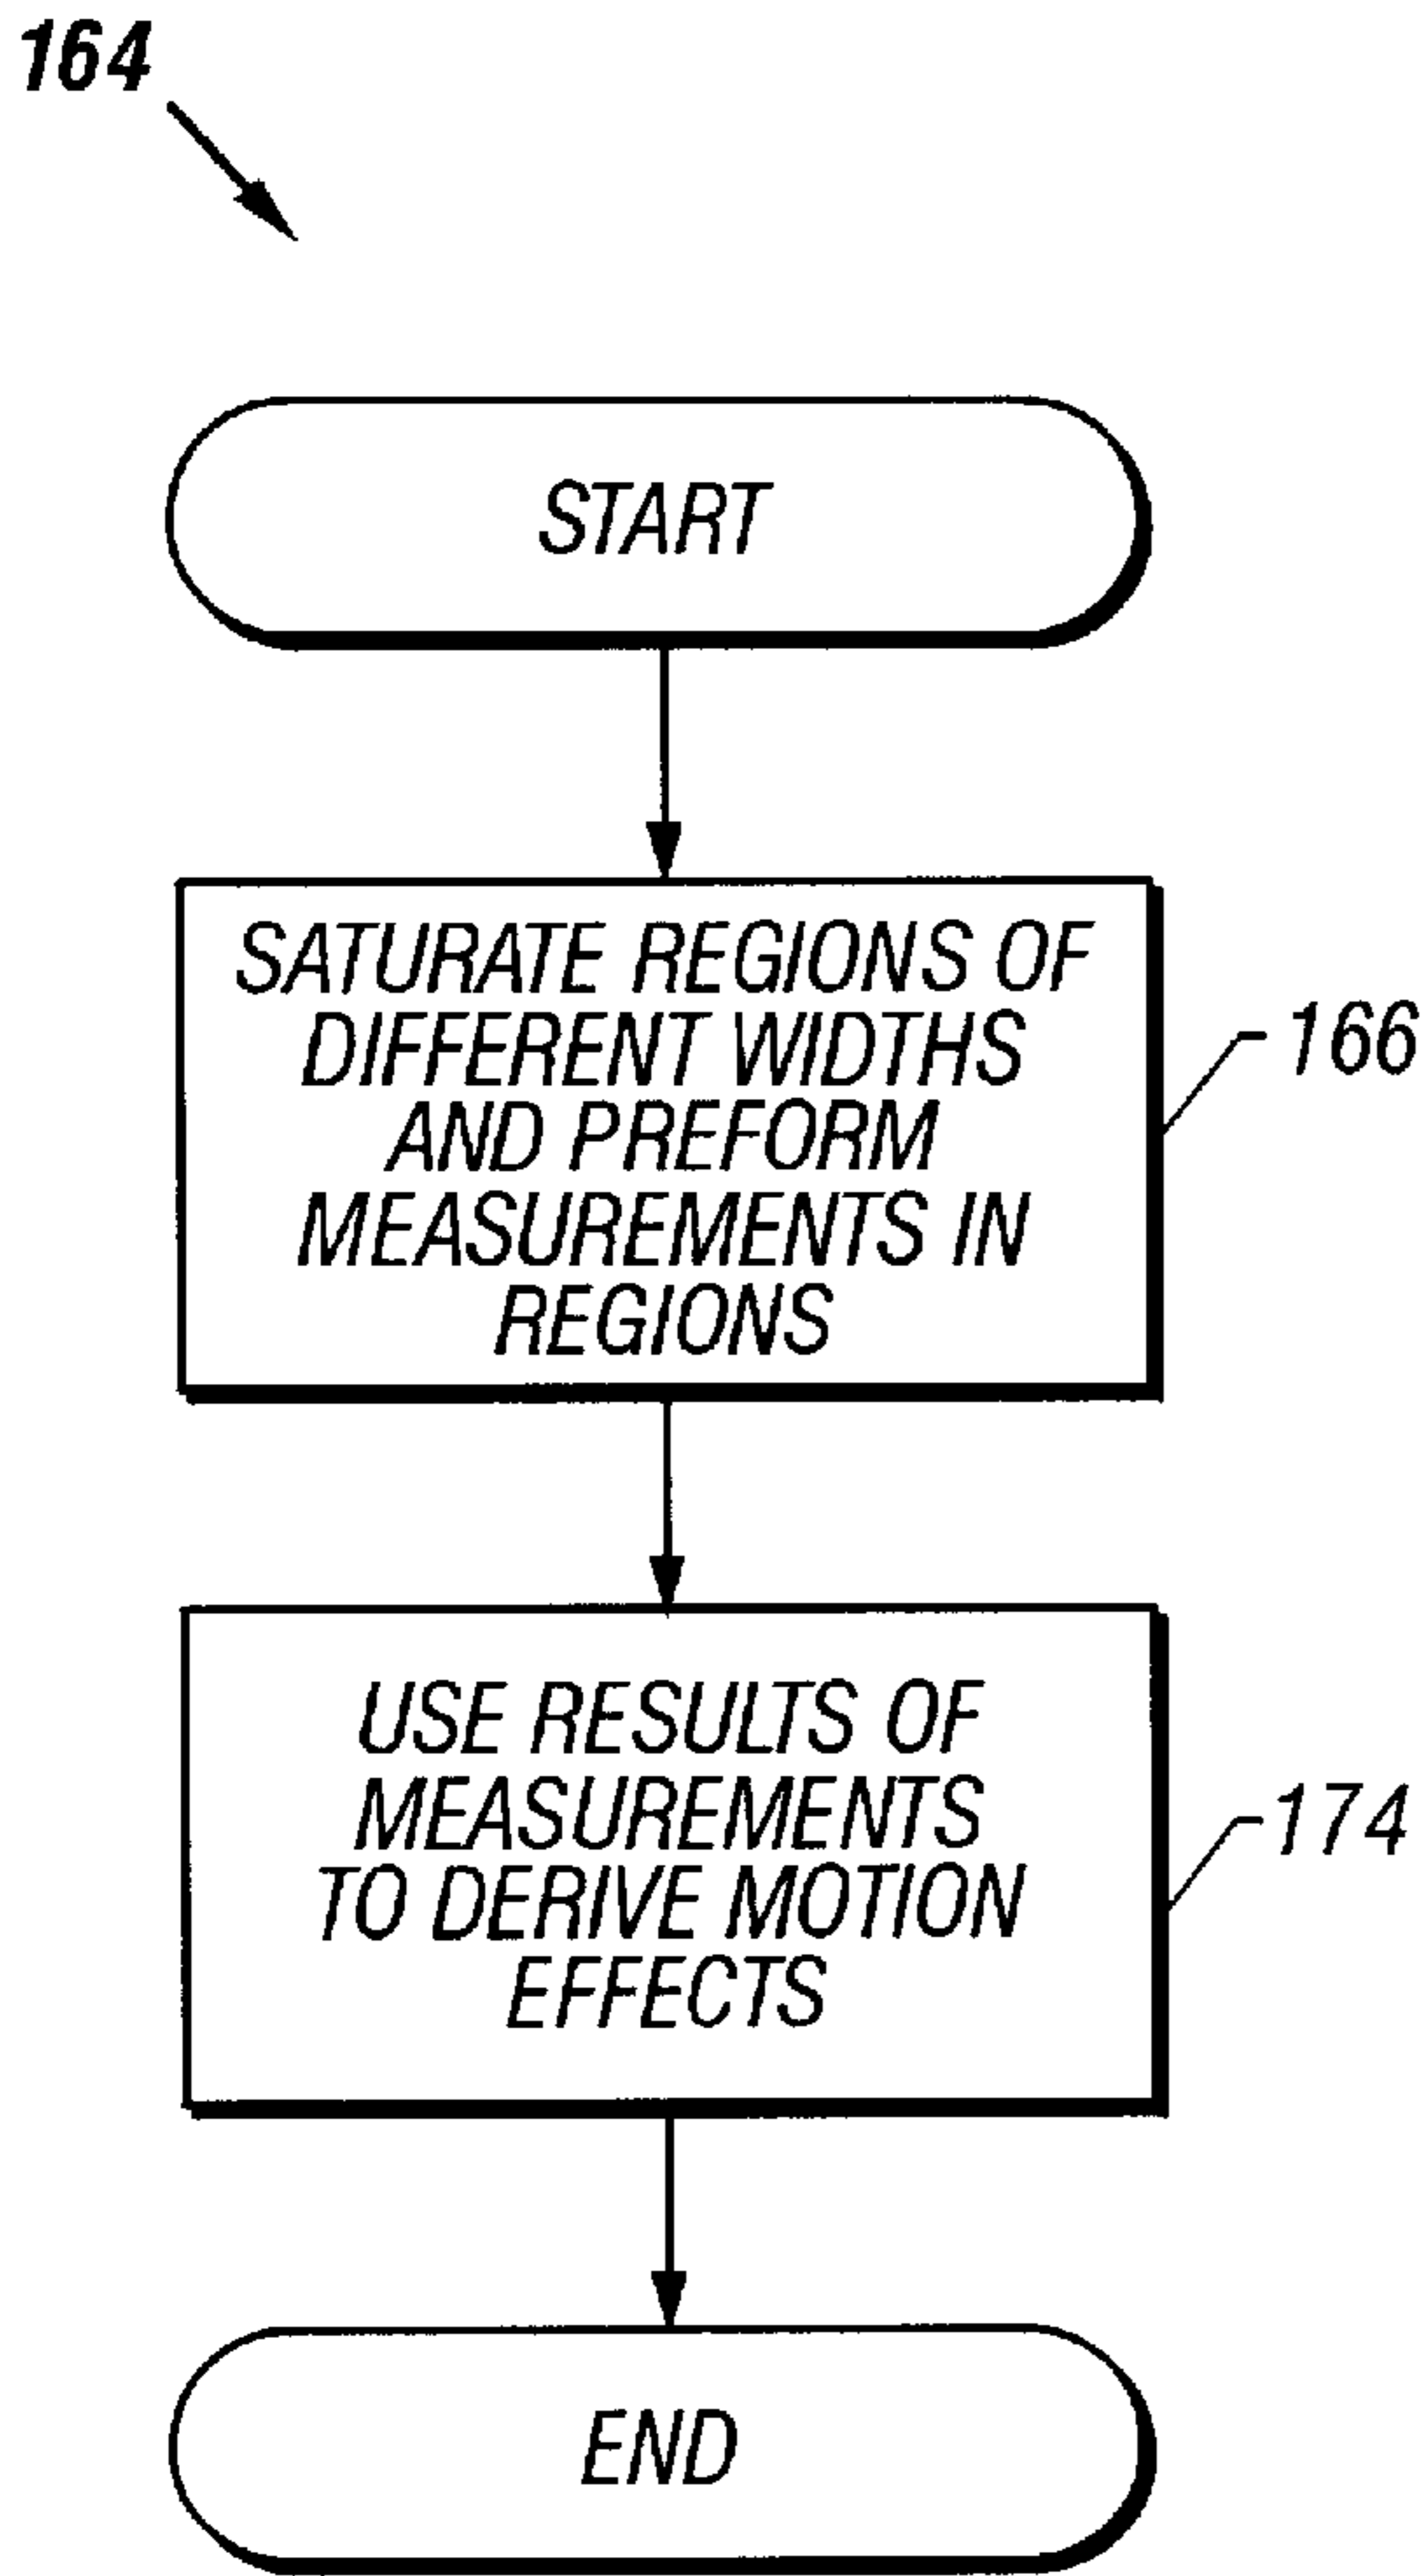 164
START
SATURATE REGIONS OF
DIFFERENT WIDTHS
AND PREFORM
MEASUREMENTS IN
REGIONS
166
USE RESULTS OF
MEASUREMENTS
TO DERIVE MOTION
EFFECTS
174
END